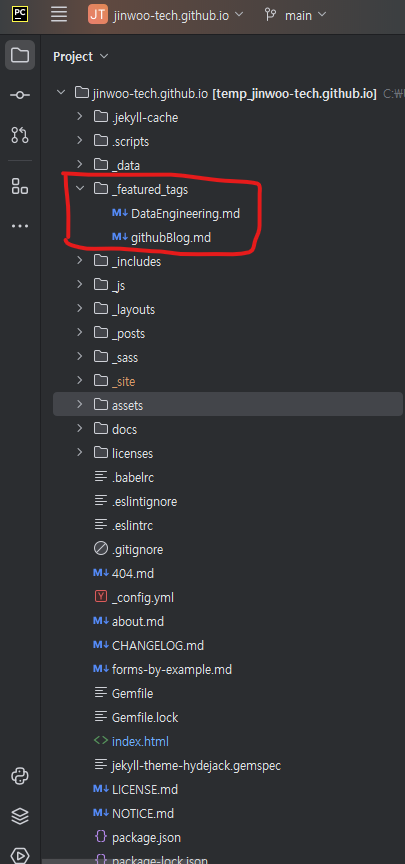 PC JT jinwoo-tech.github.io main
Project
jinwoo-tech.github.io [temp_jinwoo-tech.github.io] C:₩
.jekyll-cache
.scripts
_data
_featured_tags
M↓ DataEngineering.md
M↓ githubBlog.md
_includes
_js
_layouts
_posts
_sass
_site
assets
docs
licenses
.babelrc
.eslintignore
.eslintrc
.gitignore
M↓ 404.md
Y _config.yml
M↓ about.md
M↓ CHANGELOG.md
M↓ forms-by-example.md
Gemfile
Gemfile.lock
<> index.html
jekyll-theme-hydejack.gemspec
M↓ LICENSE.md
M↓ NOTICE.md
{} package.json
{} package-lock.json